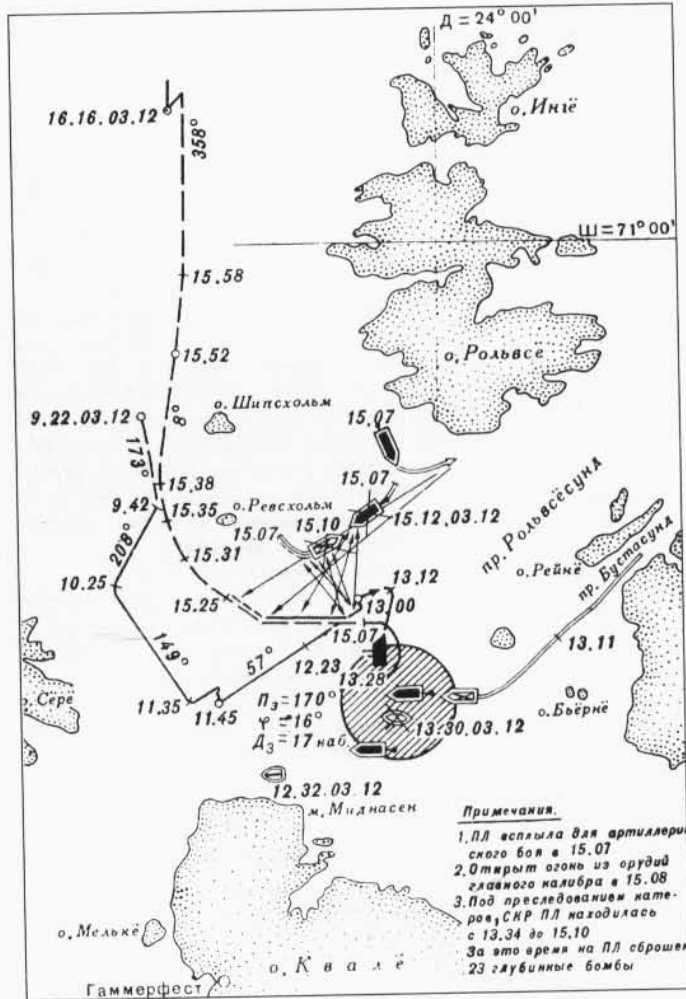 Д = 24° 00'
о. Ингё
16.16.03.12
358°
Ш = 71° 00'
15.58
о. Рольвсё
15.52
о. Шипсхольм
9.22.03.12
8°
173°
15.07
15.38
15.07
9.42
15.35
о. Ревсхольм
15.10
15.12.03.12
пр. Рольвсёсунд
15.07
15.31
208°
пр. Бустасунд
о. Рейнё
10.25
13.12
15.25
13.00
15.07
13.11
149°
57°
12.23
13.28
о. Сере
Пз = 170°
11.35
11.45
φ = 16°
о. Бьёрнё
13.30.03.12
Дз = 17 наб
12.32.03.12
м. Миднасен
Примечания.
1. ПЛ всплыла для артиллерий
ского боя в 15.07
2. Открыт огонь из орудий
главного калибра в 15.08
3. Под преследованием кате-
ров, СКР ПЛ находилась
с 13.34 до 15.10
За это время на ПЛ сброшен
23 глубинные бомбы
о. Мелькё
о. Квалё
Гаммерфест